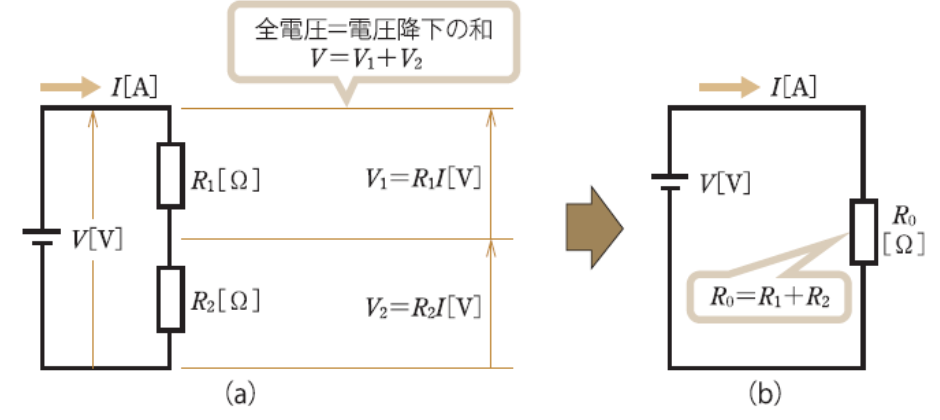 全電圧＝電圧降下の和
V＝V₁＋V₂
I[A]
R₁[Ω]
V₁＝R₁I[V]
V[V]
R₂[Ω]
V₂＝R₂I[V]
(a)
I[A]
V[V]
R₀
[Ω]
R₀＝R₁＋R₂
(b)